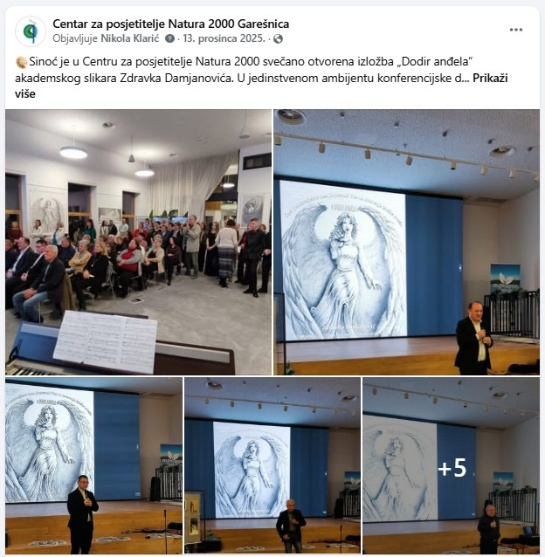 Centar za posjetitelje Natura 2000 Garešnica
Objavljuje Nikola Klarić · 13. prosinca 2025. ·
Sinoć je u Centru za posjetitelje Natura 2000 svečano otvorena izložba „Dodir anđela“
akademskog slikara Zdravka Damjanovića. U jedinstvenom ambijentu konferencijske d... Prikaži
više
+5